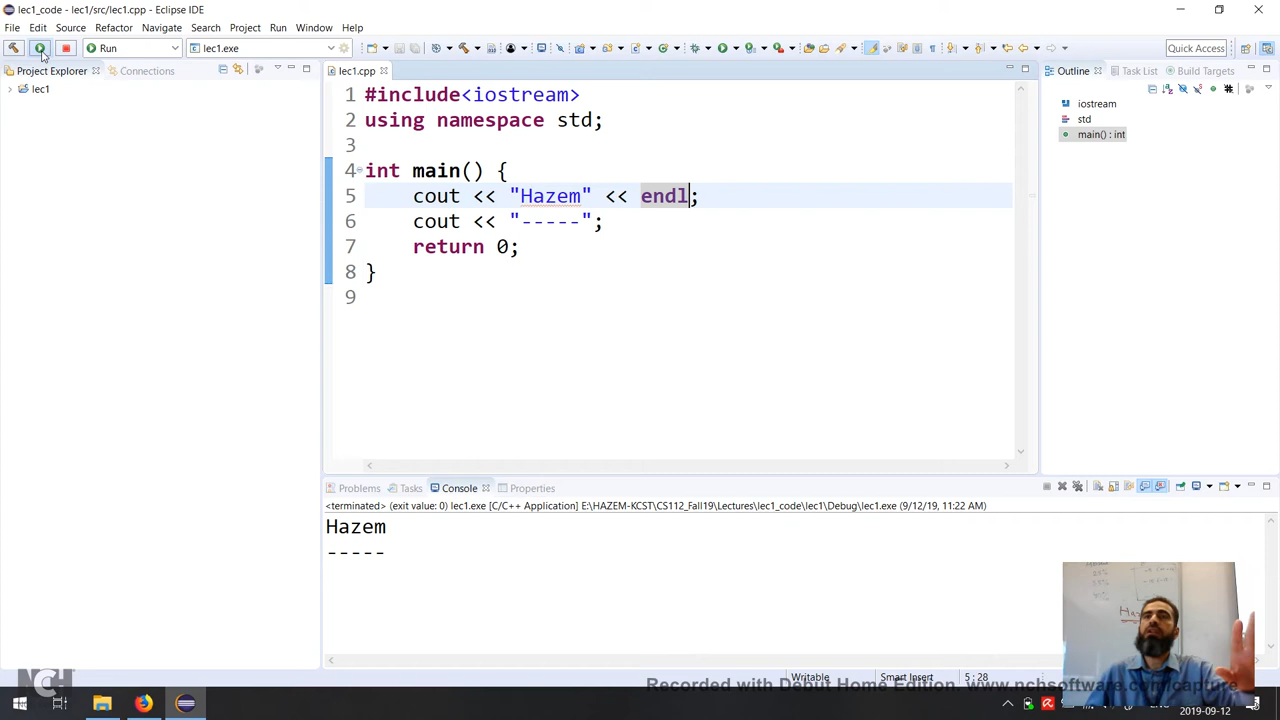 lec1_code - lec1/src/lec1.cpp - Eclipse IDE
File Edit Source Refactor Navigate Search Project Run Window Help
Run lec1.exe Quick Access
Project Explorer Connections
lec1
lec1.cpp
1 #include<iostream>
2 using namespace std;
3
4 int main() {
5 cout << "Hazem" << endl;
6 cout << "-----";
7 return 0;
8 }
9
Outline Task List Build Targets
iostream
std
main() : int
Problems Tasks Console Properties
<terminated> (exit value: 0) lec1.exe [C/C++ Application] E:\HAZEM-KCST\CS112_Fall19\Lectures\lec1_code\lec1\Debug\lec1.exe (9/12/19, 11:22 AM)
Hazem
-----
Writable Smart Insert 5 : 28
NCH
Recorded with Debut Home Edition. www.nchsoftware.com/capture
2019-09-12